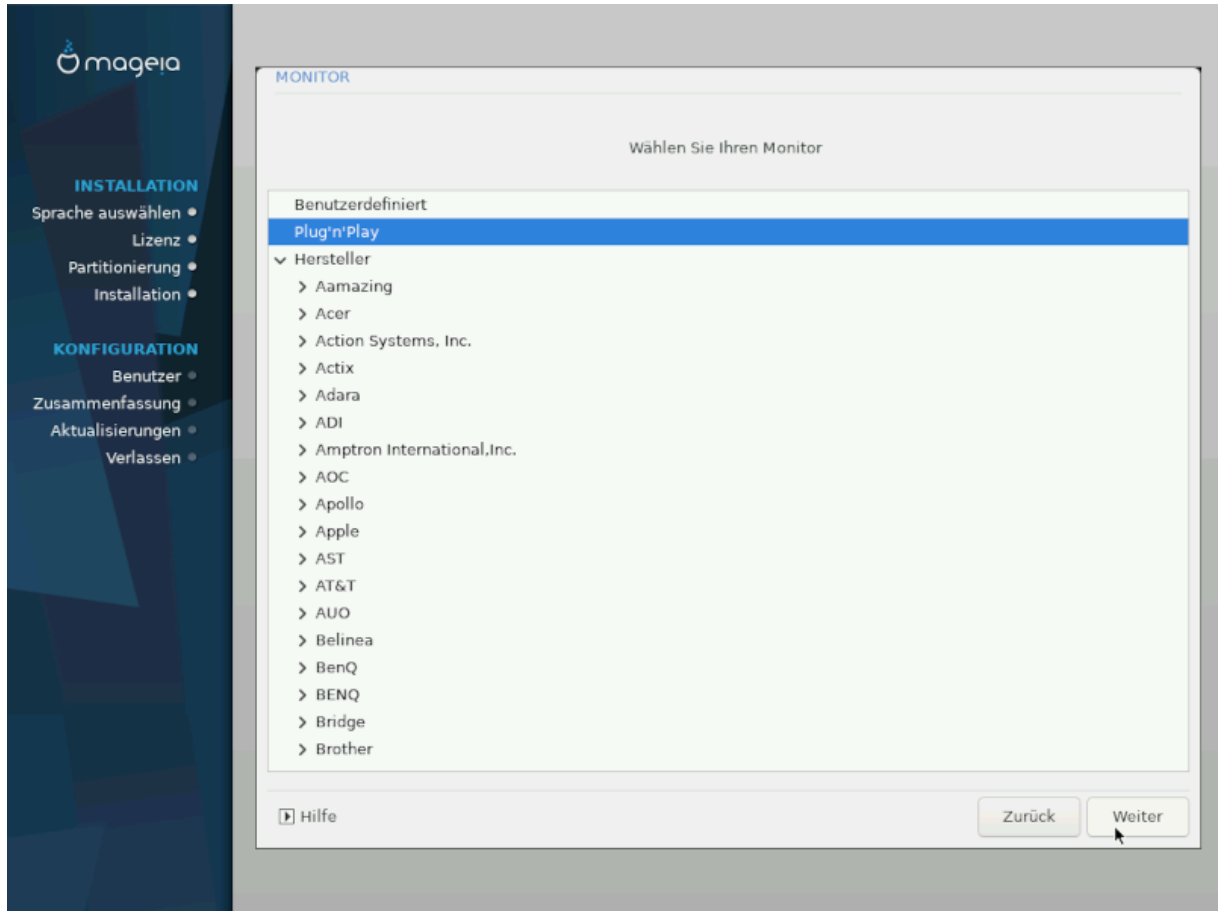 mageia
INSTALLATION
Sprache auswählen
Lizenz
Partitionierung
Installation
KONFIGURATION
Benutzer
Zusammenfassung
Aktualisierungen
Verlassen
MONITOR
Wählen Sie Ihren Monitor
Benutzerdefiniert
Plug'n'Play
Hersteller
Aamazing
Acer
Action Systems, Inc.
Actix
Adara
ADI
Amptron International,Inc.
AOC
Apollo
Apple
AST
AT&T
AUO
Belinea
BenQ
BENQ
Bridge
Brother
Hilfe
Zurück
Weiter